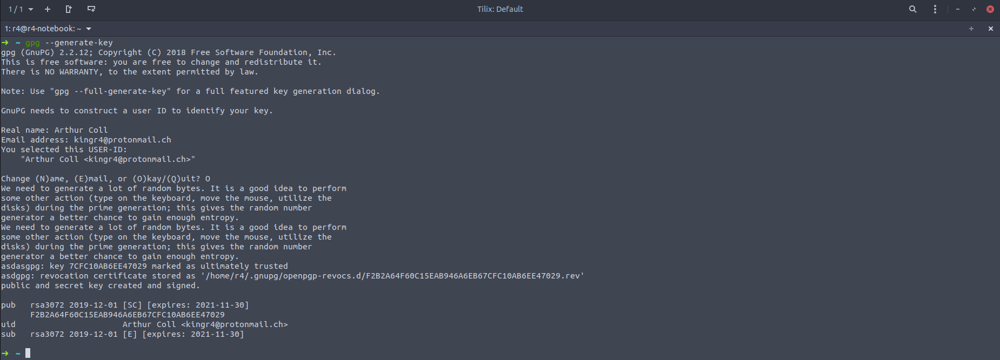 1 / 1
Tilix: Default
1: r4@r4-notebook: ~
➜ ~ gpg --generate-key
gpg (GnuPG) 2.2.12; Copyright (C) 2018 Free Software Foundation, Inc.
This is free software: you are free to change and redistribute it.
There is NO WARRANTY, to the extent permitted by law.
Note: Use "gpg --full-generate-key" for a full featured key generation dialog.
GnuPG needs to construct a user ID to identify your key.
Real name: Arthur Coll
Email address: kingr4@protonmail.ch
You selected this USER-ID:
"Arthur Coll <kingr4@protonmail.ch>"
Change (N)ame, (E)mail, or (O)kay/(Q)uit? O
We need to generate a lot of random bytes. It is a good idea to perform
some other action (type on the keyboard, move the mouse, utilize the
disks) during the prime generation; this gives the random number
generator a better chance to gain enough entropy.
We need to generate a lot of random bytes. It is a good idea to perform
some other action (type on the keyboard, move the mouse, utilize the
disks) during the prime generation; this gives the random number
generator a better chance to gain enough entropy.
asdasgpg: key 7CFC10AB6EE47029 marked as ultimately trusted
asdgpg: revocation certificate stored as '/home/r4/.gnupg/openpgp-revocs.d/F2B2A64F60C15EAB946A6EB67CFC10AB6EE47029.rev'
public and secret key created and signed.
pub rsa3072 2019-12-01 [SC] [expires: 2021-11-30]
F2B2A64F60C15EAB946A6EB67CFC10AB6EE47029
uid Arthur Coll <kingr4@protonmail.ch>
sub rsa3072 2019-12-01 [E] [expires: 2021-11-30]
➜ ~